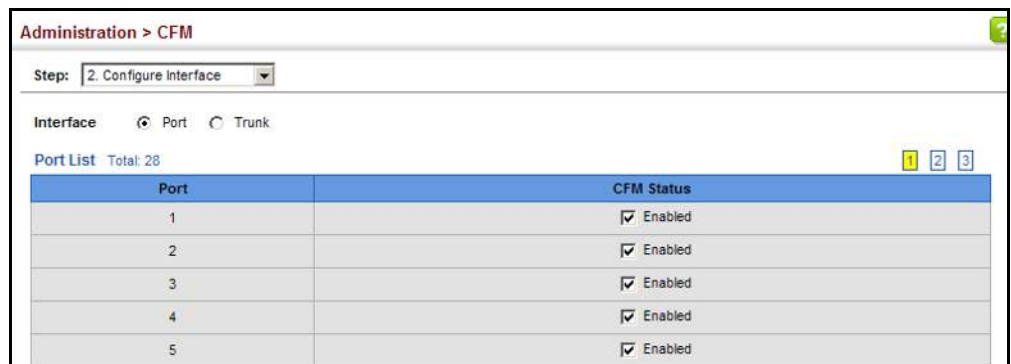 Administration > CFM
?
Step: 2. Configure Interface
Interface Port Trunk
Port List Total: 28 1 2 3
Port CFM Status
1 Enabled
2 Enabled
3 Enabled
4 Enabled
5 Enabled